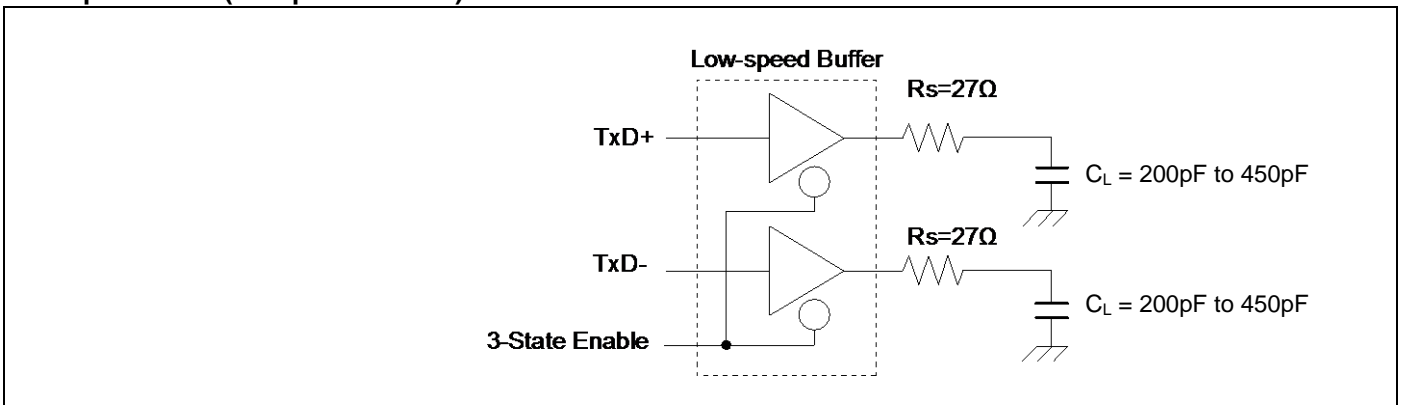 Low-speed Buffer
Rs=27Ω
TxD+
CL = 200pF to 450pF
Rs=27Ω
TxD-
CL = 200pF to 450pF
3-State Enable